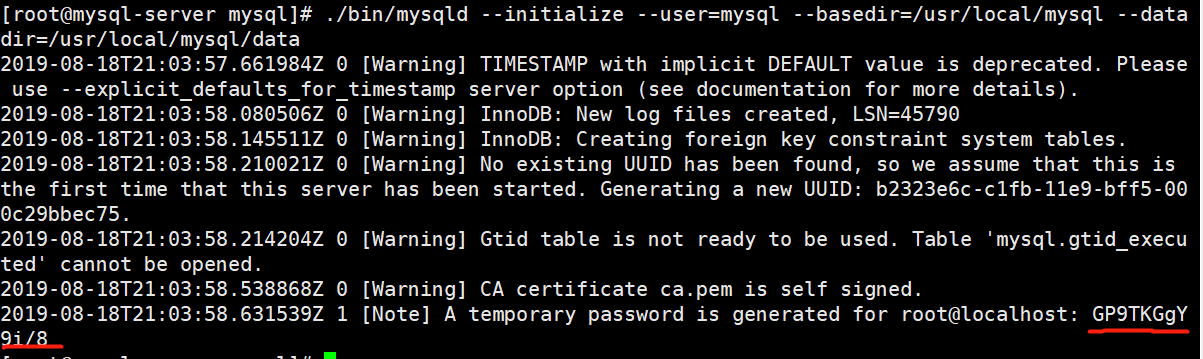 [root@mysql-server mysql]# ./bin/mysqld --initialize --user=mysql --basedir=/usr/local/mysql --data
dir=/usr/local/mysql/data
2019-08-18T21:03:57.661984Z 0 [Warning] TIMESTAMP with implicit DEFAULT value is deprecated. Please
 use --explicit_defaults_for_timestamp server option (see documentation for more details).
2019-08-18T21:03:58.080506Z 0 [Warning] InnoDB: New log files created, LSN=45790
2019-08-18T21:03:58.145511Z 0 [Warning] InnoDB: Creating foreign key constraint system tables.
2019-08-18T21:03:58.210021Z 0 [Warning] No existing UUID has been found, so we assume that this is
the first time that this server has been started. Generating a new UUID: b2323e6c-c1fb-11e9-bff5-00
0c29bbec75.
2019-08-18T21:03:58.214204Z 0 [Warning] Gtid table is not ready to be used. Table 'mysql.gtid_execu
ted' cannot be opened.
2019-08-18T21:03:58.538868Z 0 [Warning] CA certificate ca.pem is self signed.
2019-08-18T21:03:58.631539Z 1 [Note] A temporary password is generated for root@localhost: GP9TKGgY
9i/8